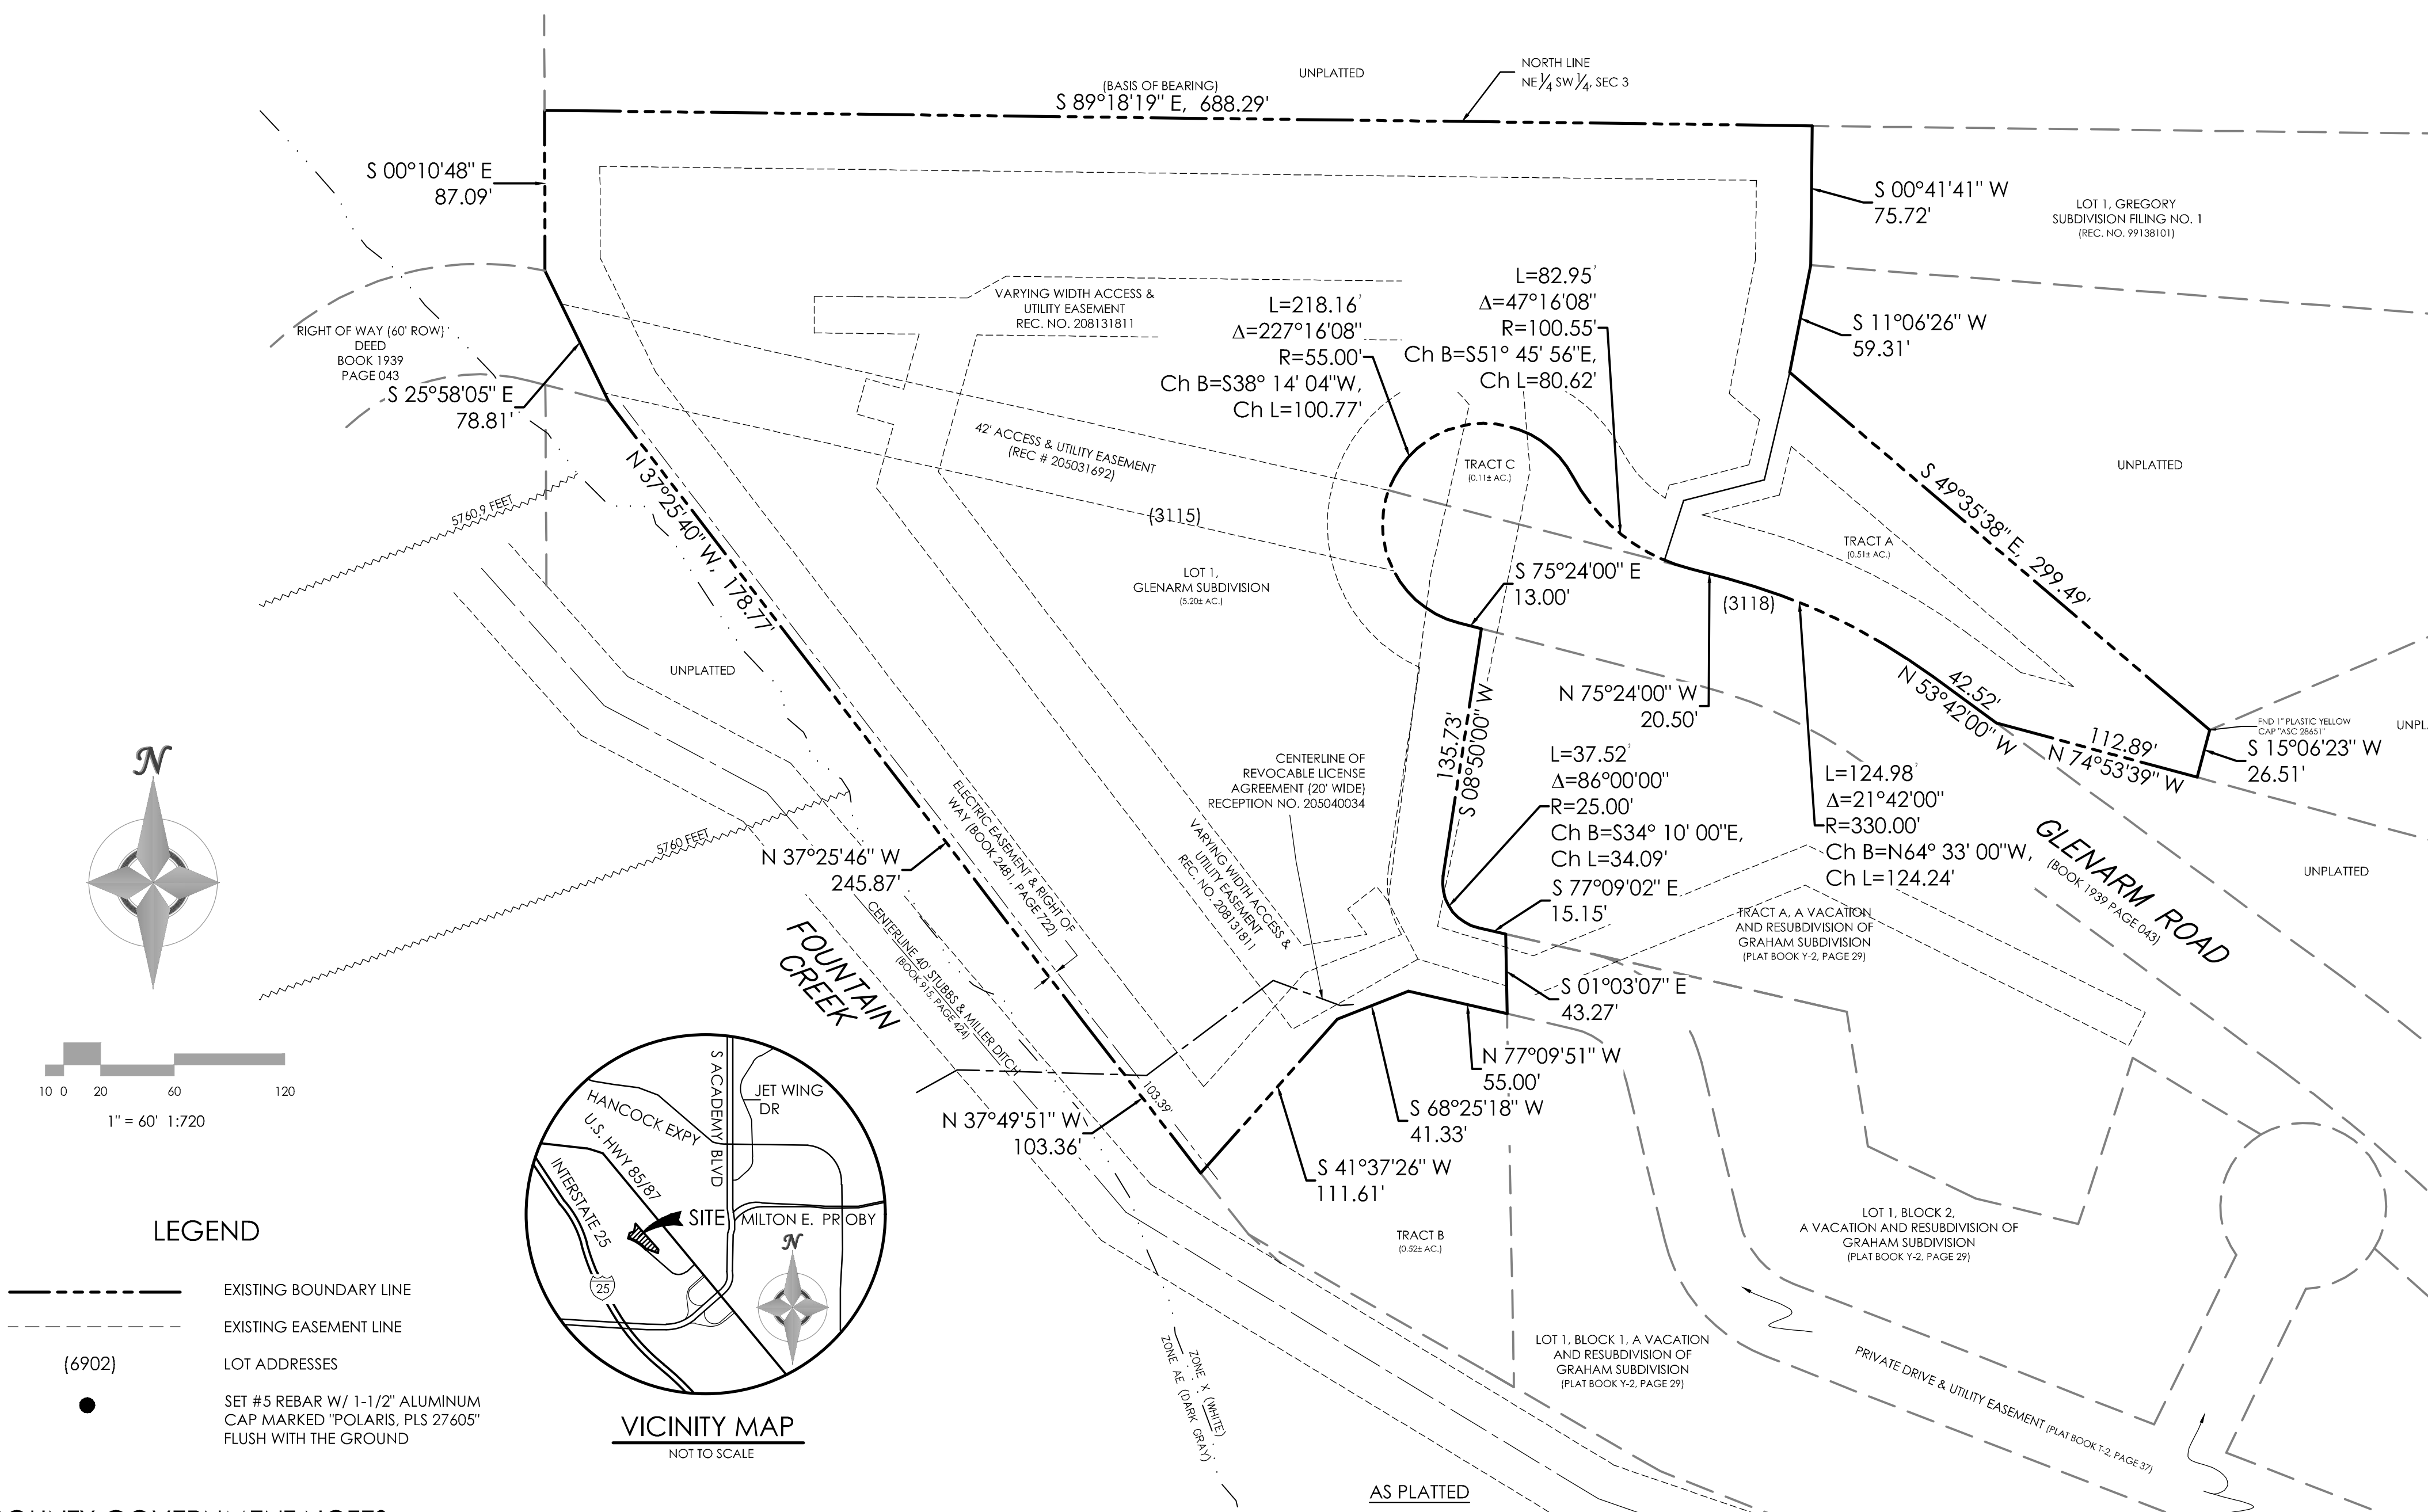 UNPLATTED
NORTH LINE
NE 1/4 SW 1/4, SEC 3
(BASIS OF BEARING)
S 89°18'19" E, 688.29'
S 00°10'48" E
87.09'
S 00°41'41" W
75.72'
LOT 1, GREGORY
SUBDIVISION FILING NO. 1
(REC. NO. 99138101)
RIGHT OF WAY (60' ROW)
DEED
BOOK 1939
PAGE 043
S 25°58'05" E
78.81'
VARYING WIDTH ACCESS &
UTILITY EASEMENT
REC. NO. 208131811
L=218.16'
Δ=227°16'08"
R=55.00'
Ch B=S38° 14' 04"W,
Ch L=100.77'
L=82.95'
Δ=47°16'08"
R=100.55'
Ch B=S51° 45' 56"E,
Ch L=80.62'
S 11°06'26" W
59.31'
42' ACCESS & UTILITY EASEMENT
(REC # 205031692)
TRACT C
(0.11± AC.)
UNPLATTED
S 49°35'38" E, 299.49'
N 37°25'40" W, 178.77'
5760.9 FEET
(3115)
TRACT A
(0.51± AC.)
LOT 1,
GLENARM SUBDIVISION
(5.20± AC.)
S 75°24'00" E
13.00'
(3118)
UNPLATTED
N 75°24'00" W
20.50'
42.52'
N 53°42'00" W
112.89'
N 74°53'39" W
FND 1" PLASTIC YELLOW
CAP "ASC 28651"
UNPL
S 15°06'23" W
26.51'
135.73'
S 08°50'00" W
CENTERLINE OF
REVOCABLE LICENSE
AGREEMENT (20' WIDE)
RECEPTION NO. 205040034
L=37.52'
Δ=86°00'00"
R=25.00'
Ch B=S34° 10' 00"E,
Ch L=34.09'
S 77°09'02" E
15.15'
L=124.98'
Δ=21°42'00"
R=330.00'
Ch B=N64° 33' 00"W,
Ch L=124.24'
GLENARM ROAD
(BOOK 1939 PAGE 043)
UNPLATTED
N
5760 FEET
N 37°25'46" W
245.87'
ELECTRIC EASEMENT & RIGHT OF
WAY (BOOK 2481, PAGE 722)
VARYING WIDTH ACCESS &
UTILITY EASEMENT
REC. NO. 208131811
TRACT A, A VACATION
AND RESUBDIVISION OF
GRAHAM SUBDIVISION
(PLAT BOOK Y-2, PAGE 29)
FOUNTAIN
CREEK
CENTERLINE 40' STUBBS & MILLER DITCH
(BOOK 915, PAGE 424)
S 01°03'07" E
43.27'
N 77°09'51" W
55.00'
S 68°25'18" W
41.33'
S 41°37'26" W
111.61'
103.39'
N 37°49'51" W
103.36'
10 0 20 60 120
1" = 60' 1:720
S ACADEMY BLVD
JET WING
DR
HANCOCK EXPY
U.S. HWY 85/87
INTERSTATE 25
SITE
MILTON E. PROBY
N
25
VICINITY MAP
NOT TO SCALE
LEGEND
EXISTING BOUNDARY LINE
EXISTING EASEMENT LINE
(6902)
LOT ADDRESSES
SET #5 REBAR W/ 1-1/2" ALUMINUM
CAP MARKED "POLARIS, PLS 27605"
FLUSH WITH THE GROUND
TRACT B
(0.52± AC.)
LOT 1, BLOCK 2,
A VACATION AND RESUBDIVISION OF
GRAHAM SUBDIVISION
(PLAT BOOK Y-2, PAGE 29)
LOT 1, BLOCK 1, A VACATION
AND RESUBDIVISION OF
GRAHAM SUBDIVISION
(PLAT BOOK Y-2, PAGE 29)
PRIVATE DRIVE & UTILITY EASEMENT (PLAT BOOK T-2, PAGE 37)
ZONE X (WHITE)
ZONE AE (DARK GRAY)
AS PLATTED